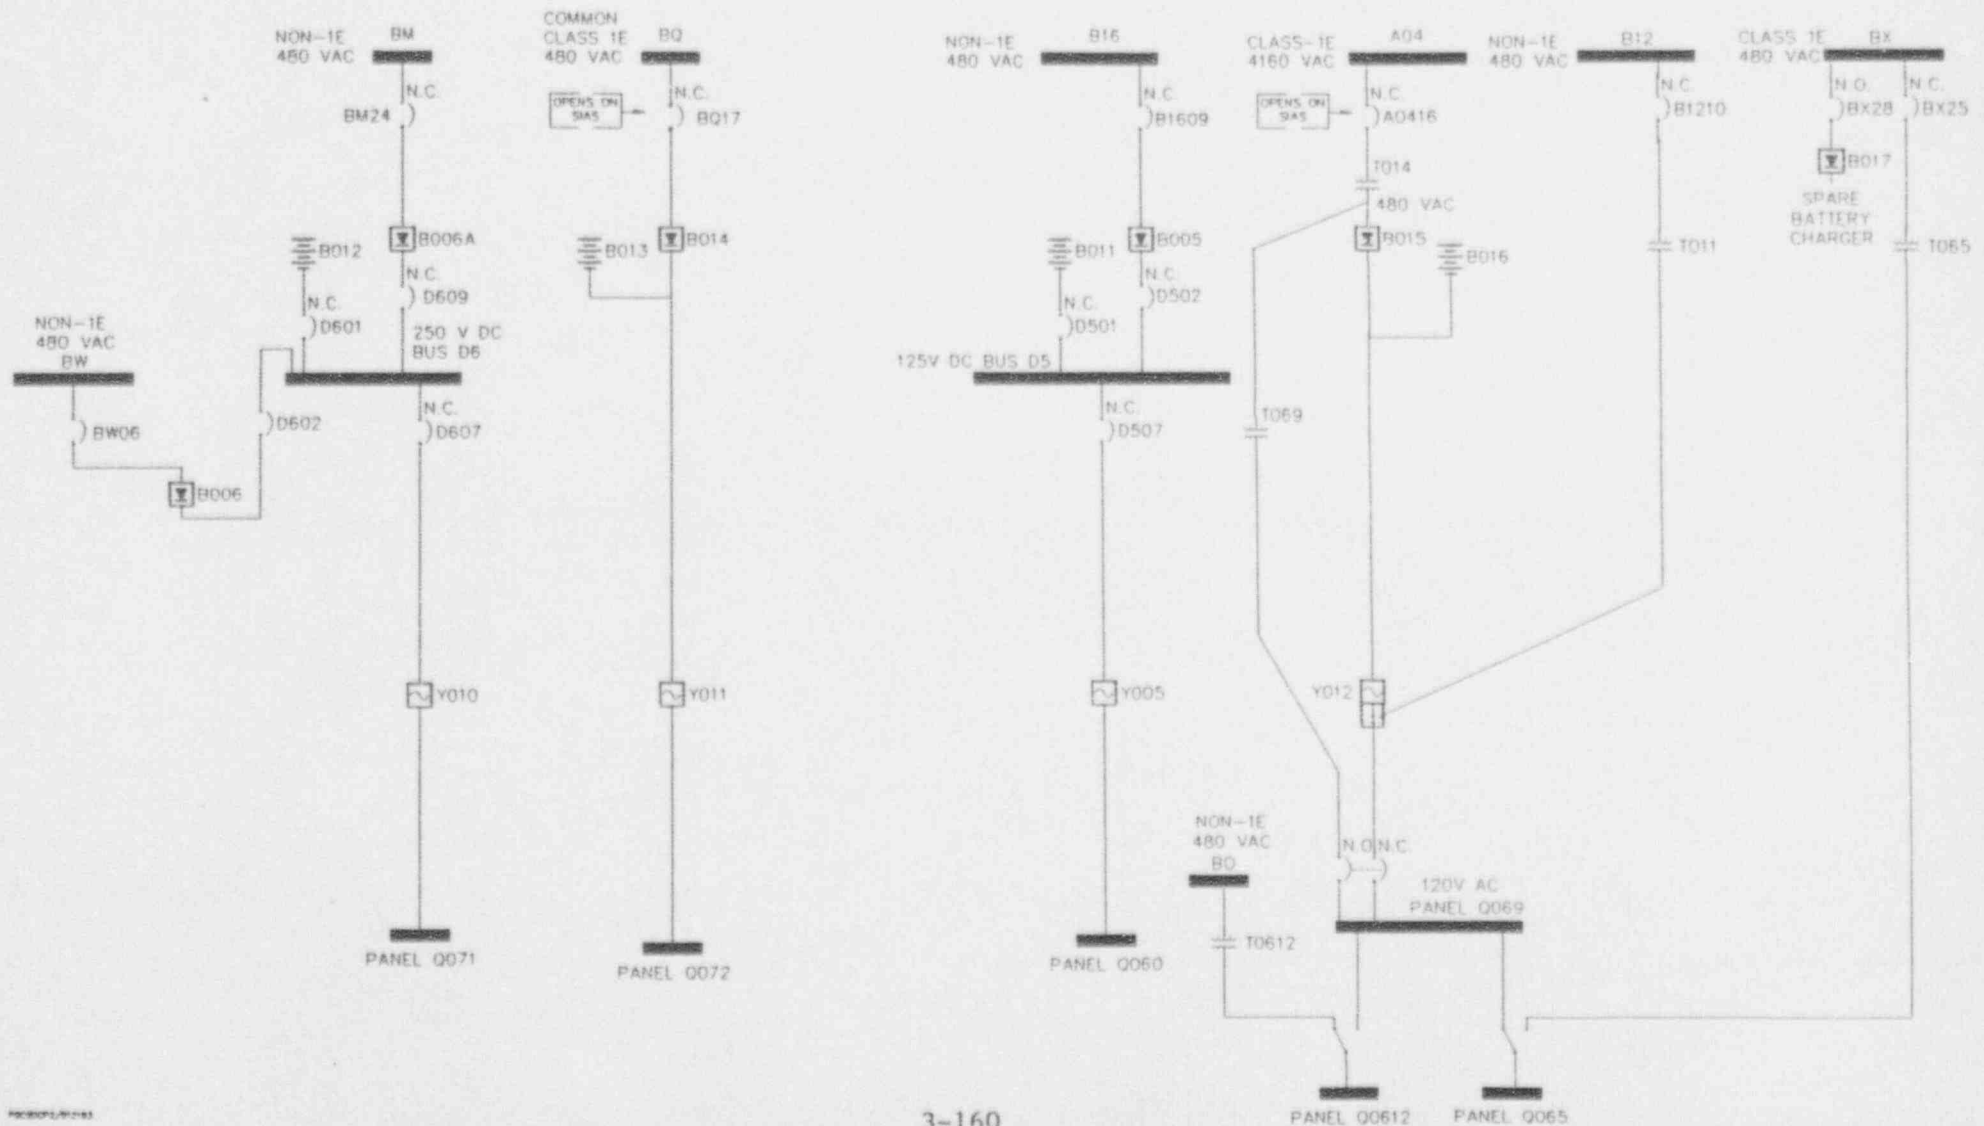 NON-1E
480 VAC
BM
N.C.
BM24
B006A
N.C.
D609
B012
N.C.
D601
250 V DC
BUS D6
NON-1E
480 VAC
BW
BW06
B006
D602
N.C.
D607
Y010
PANEL Q071
COMMON
CLASS 1E
480 VAC
BQ
OPENS ON
SIAS
N.C.
BQ17
B013
B014
Y011
PANEL Q072
NON-1E
480 VAC
B16
N.C.
B1609
B011
B005
N.C.
D502
N.C.
D501
125V DC BUS D5
N.C.
D507
Y005
PANEL Q060
CLASS-1E
4160 VAC
A04
OPENS ON
SIAS
N.C.
A0416
T014
480 VAC
B015
B016
T069
Y012
NON-1E
480 VAC
B12
N.C.
B1210
T011
CLASS 1E
480 VAC
BX
N.O.
BX28
N.C.
BX25
B017
SPARE
BATTERY
CHARGER
T065
NON-1E
480 VAC
BO
T0612
N.O.
N.C.
120V AC
PANEL Q069
PANEL Q0612
PANEL Q065
3-160